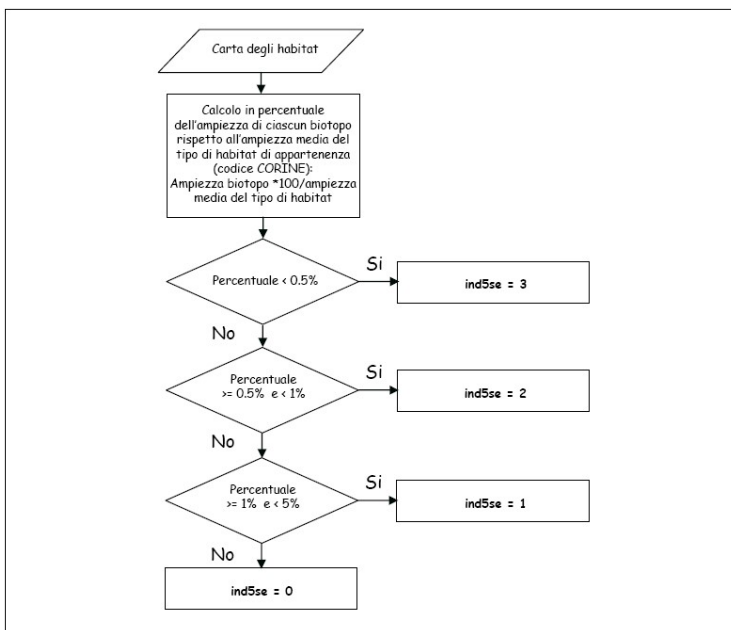 Carta degli habitat
Calcolo in percentuale
dell'ampiezza di ciascun biotopo
rispetto all'ampiezza media del
tipo di habitat di appartenenza
(codice CORINE):
Ampiezza biotopo *100/ampiezza
media del tipo di habitat
Percentuale < 0.5%
Si
ind5se = 3
No
Percentuale
>= 0.5% e < 1%
Si
ind5se = 2
No
Percentuale
>= 1% e < 5%
Si
ind5se = 1
No
ind5se = 0